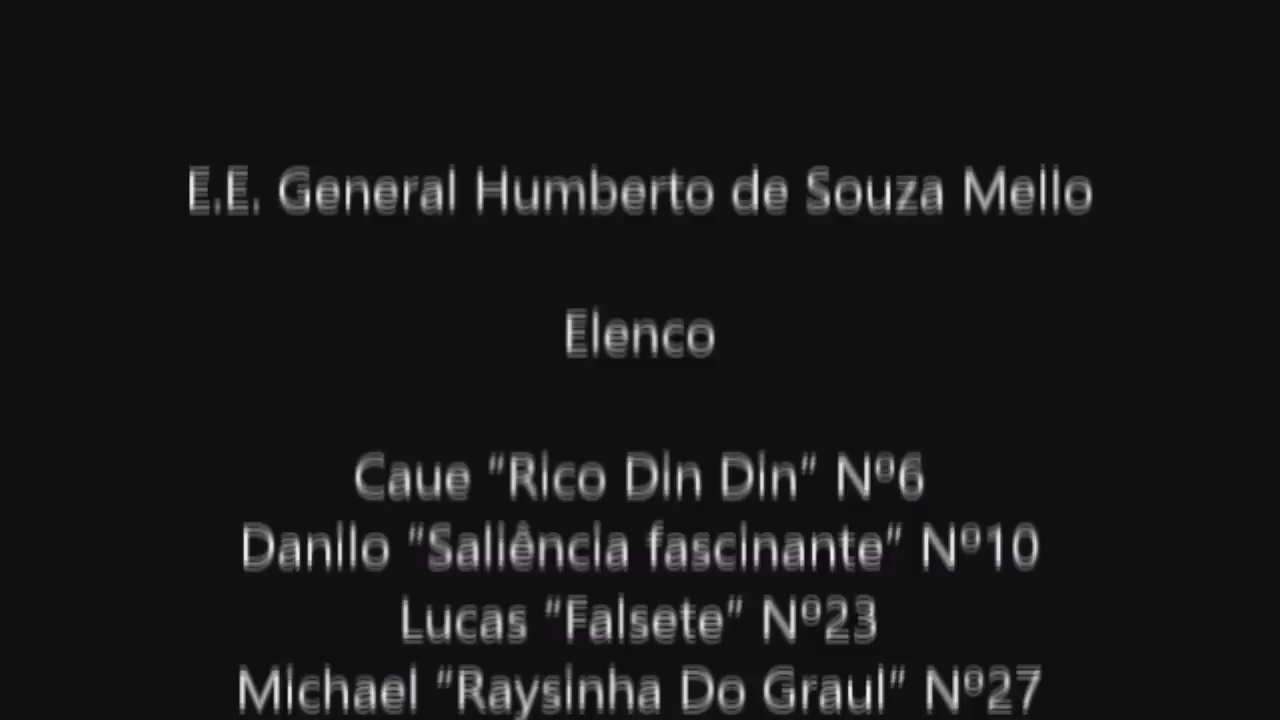 E.E. General Humberto de Souza Mello
Elenco
Caue "Rico Din Din" Nº6
Danilo "Saliência fascinante" Nº10
Lucas "Falsete" Nº23
Michael "Raysinha Do Graul" Nº27